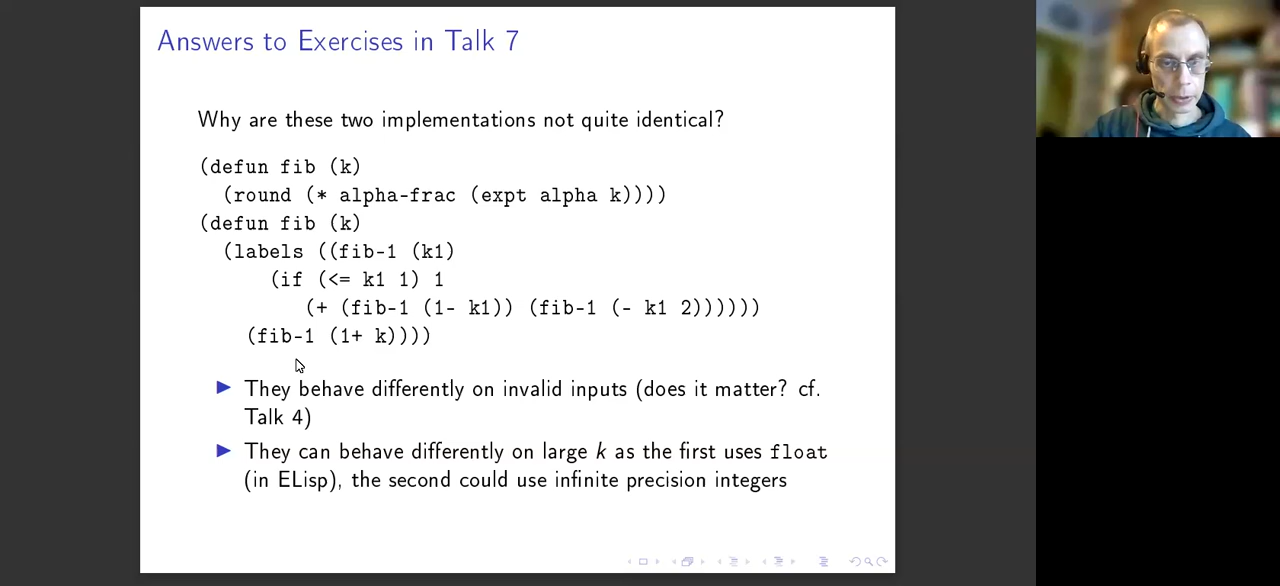 Answers to Exercises in Talk 7
Why are these two implementations not quite identical?
(defun fib (k)
(round (* alpha-frac (expt alpha k))))
(defun fib (k)
(labels ((fib-1 (k1)
(if (<= k1 1) 1
(+ (fib-1 (1- k1)) (fib-1 (- k1 2))))))
(fib-1 (1+ k))))
They behave differently on invalid inputs (does it matter? cf.
Talk 4)
They can behave differently on large k as the first uses float
(in ELisp), the second could use infinite precision integers